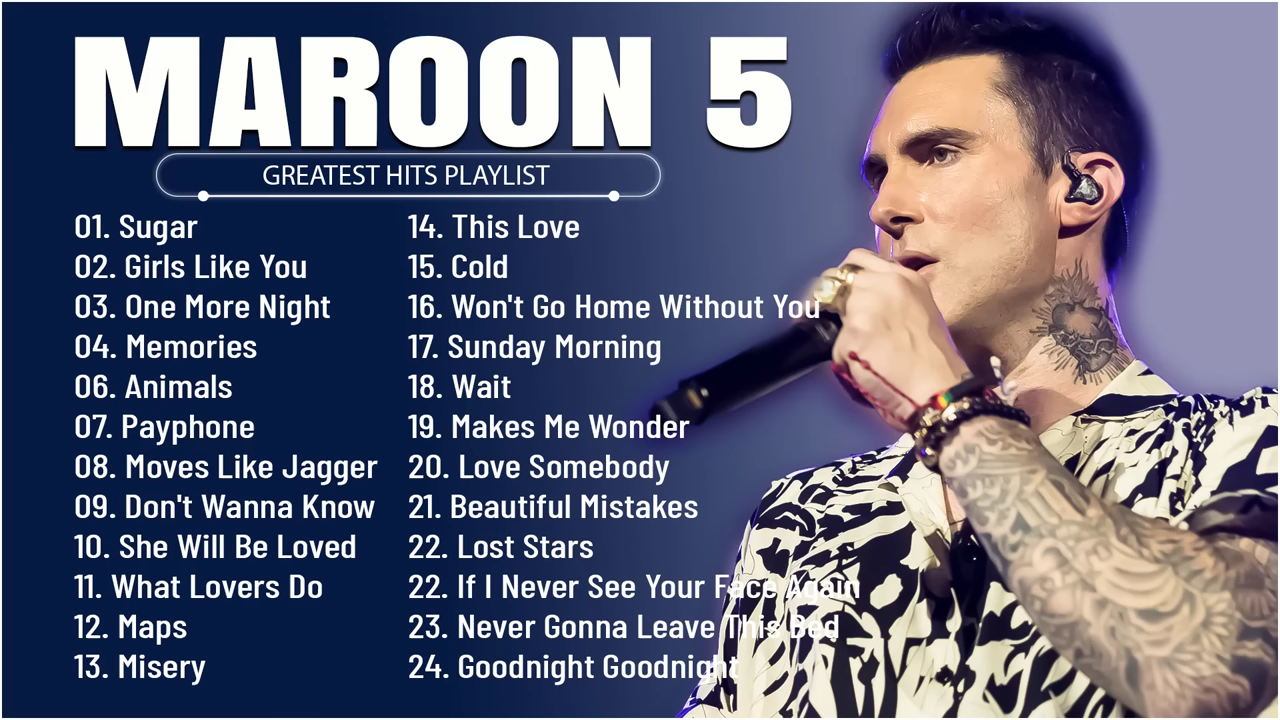 MAROON 5
GREATEST HITS PLAYLIST
01. Sugar
02. Girls Like You
03. One More Night
04. Memories
06. Animals
07. Payphone
08. Moves Like Jagger
09. Don't Wanna Know
10. She Will Be Loved
11. What Lovers Do
12. Maps
13. Misery
14. This Love
15. Cold
16. Won't Go Home Without You
17. Sunday Morning
18. Wait
19. Makes Me Wonder
20. Love Somebody
21. Beautiful Mistakes
22. Lost Stars
22. If I Never See Your Face Again
23. Never Gonna Leave This Bed
24. Goodnight Goodnight